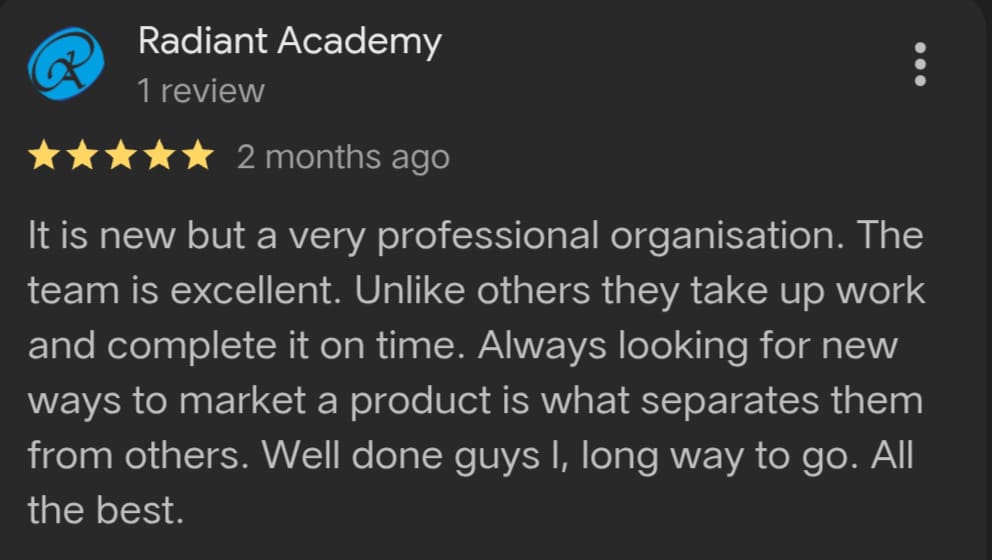 Radiant Academy
1 review
2 months ago
It is new but a very professional organisation. The
team is excellent. Unlike others they take up work
and complete it on time. Always looking for new
ways to market a product is what separates them
from others. Well done guys I, long way to go. All
the best.